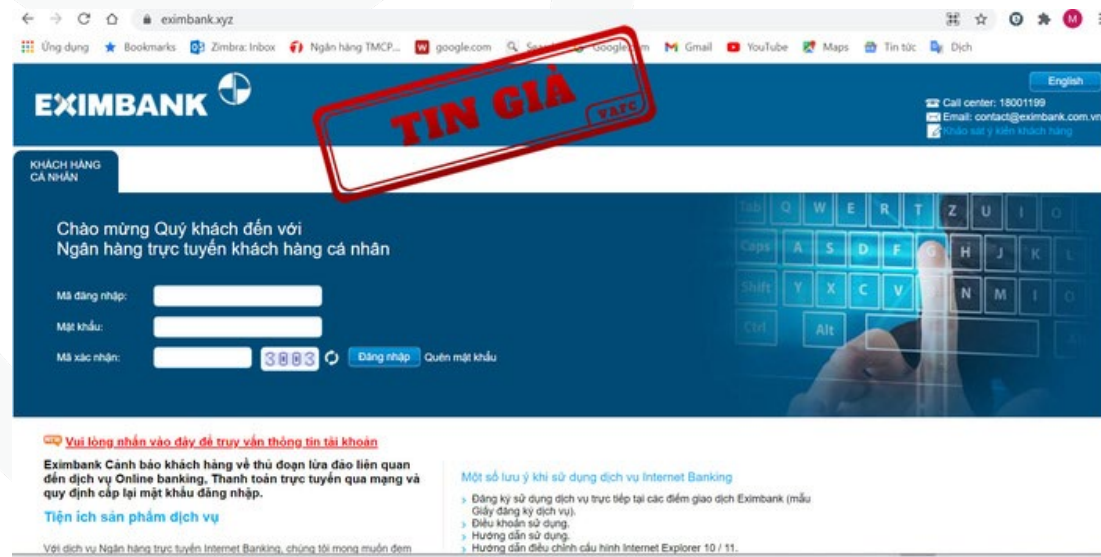 eximbank.xyz
M
Ứng dụng Bookmarks Zimbra: Inbox Ngân hàng TMCP... google.com Gmail YouTube Maps Tin tức Dịch
English
EXIMBANK
TIN GIẢ
VAFC
Call center: 18001199
Email: contact@eximbank.com.vn
Khảo sát ý kiến khách hàng
KHÁCH HÀNG
CÁ NHÂN
Chào mừng Quý khách đến với
Ngân hàng trực tuyến khách hàng cá nhân
Mã đăng nhập:
Mật khẩu:
Mã xác nhận:
3003
Đăng nhập
Quên mật khẩu
Tab Q W E R T Z U I O
Caps A S D F G H J K L
Shift Y X C V N M
Ctrl Alt
NEW Vui lòng nhấn vào đây để truy vấn thông tin tài khoản
Eximbank Cảnh báo khách hàng về thủ đoạn lừa đảo liên quan
đến dịch vụ Online banking, Thanh toán trực tuyến qua mạng và
quy định cấp lại mật khẩu đăng nhập.
Tiện ích sản phẩm dịch vụ
Với dịch vụ Ngân hàng trực tuyến Internet Banking, chúng tôi mong muốn đem
Một số lưu ý khi sử dụng dịch vụ Internet Banking
Đăng ký sử dụng dịch vụ trực tiếp tại các điểm giao dịch Eximbank (mẫu
Giấy đăng ký dịch vụ).
Điều khoản sử dụng.
Hướng dẫn sử dụng.
Hướng dẫn điều chỉnh cấu hình Internet Explorer 10 / 11.